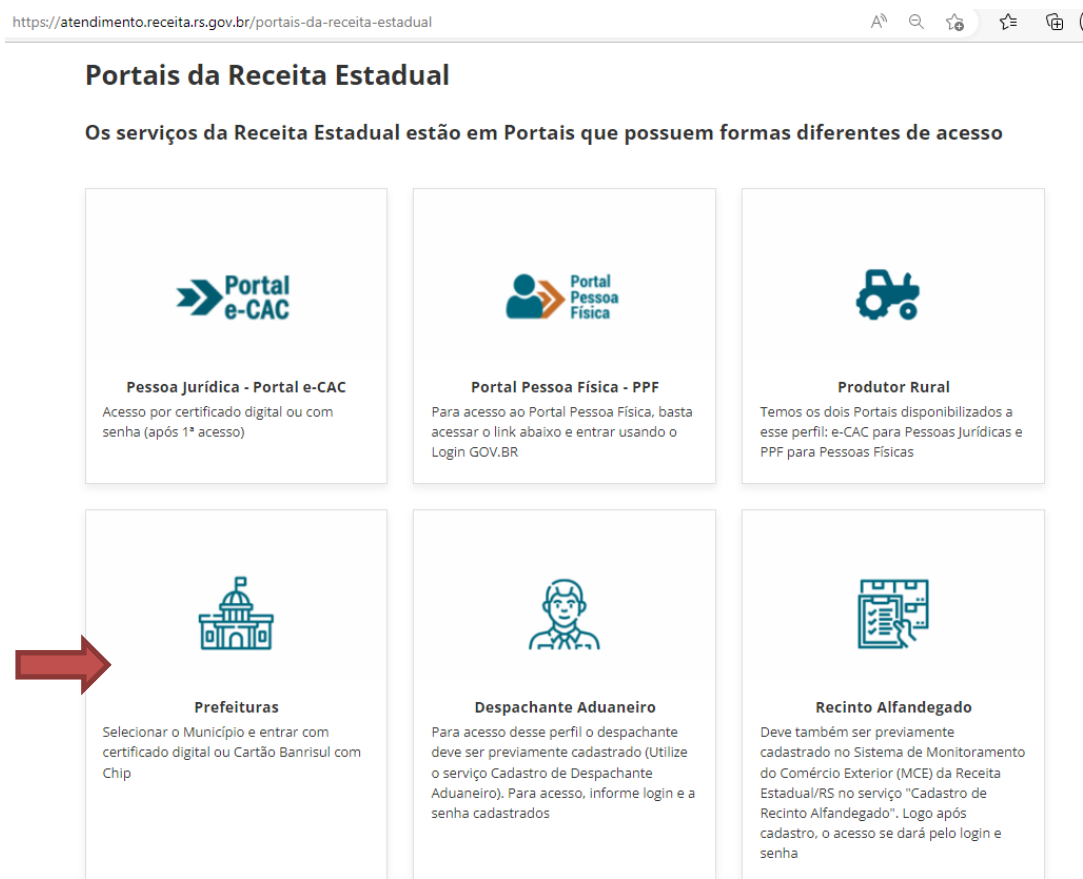 https://atendimento.receita.rs.gov.br/portais-da-receita-estadual
Portais da Receita Estadual
Os serviços da Receita Estadual estão em Portais que possuem formas diferentes de acesso
Portal
e-CAC
Pessoa Jurídica - Portal e-CAC
Acesso por certificado digital ou com
senha (após 1ª acesso)
Portal
Pessoa
Física
Portal Pessoa Física - PPF
Para acesso ao Portal Pessoa Física, basta
acessar o link abaixo e entrar usando o
Login GOV.BR
Produtor Rural
Temos os dois Portais disponibilizados a
esse perfil: e-CAC para Pessoas Jurídicas e
PPF para Pessoas Físicas
Prefeituras
Selecionar o Município e entrar com
certificado digital ou Cartão Banrisul com
Chip
Despachante Aduaneiro
Para acesso desse perfil o despachante
deve ser previamente cadastrado (Utilize
o serviço Cadastro de Despachante
Aduaneiro). Para acesso, informe login e a
senha cadastrados
Recinto Alfandegado
Deve também ser previamente
cadastrado no Sistema de Monitoramento
do Comércio Exterior (MCE) da Receita
Estadual/RS no serviço "Cadastro de
Recinto Alfandegado". Logo após
cadastro, o acesso se dará pelo login e
senha